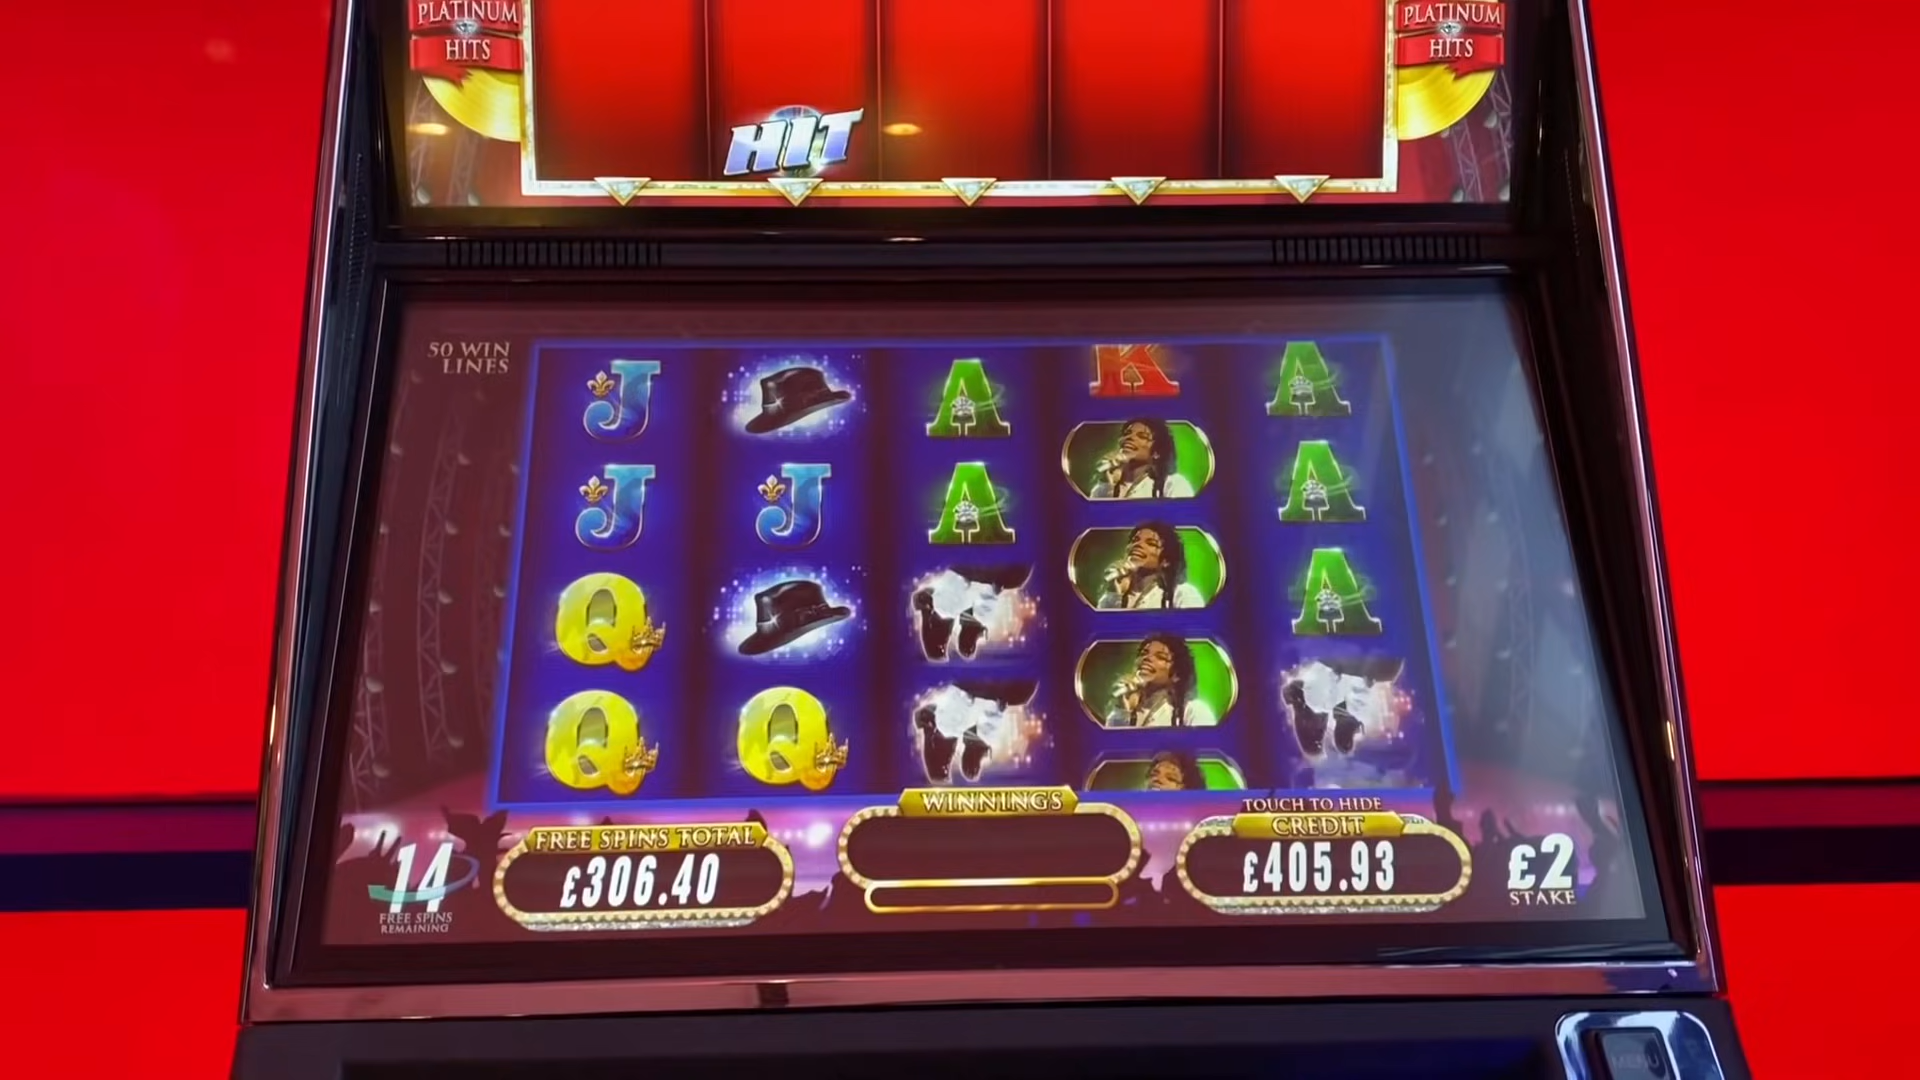 PLATINUM
HITS
PLATINUM
HITS
HIT
50 WIN
LINES
J
A
K
A
J
J
A
A
Q
A
Q
Q
WINNINGS
TOUCH TO HIDE
FREE SPINS TOTAL
CREDIT
£306.40
£405.93
14
FREE SPINS
REMAINING
£2
STAKE
MENU